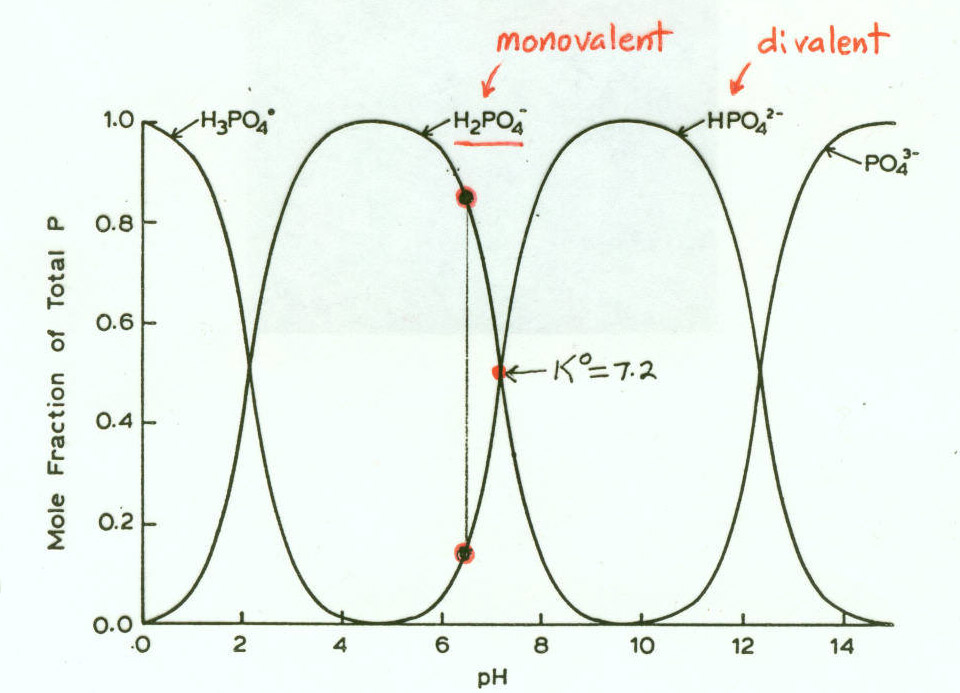 monovalent
divalent
H₃PO₄°
H₂PO₄⁻
HPO₄²⁻
PO₄³⁻
1.0
0.8
0.6
0.4
0.2
0.0
Mole Fraction of Total P
K°=7.2
.0 2 4 6 8 10 12 14
pH